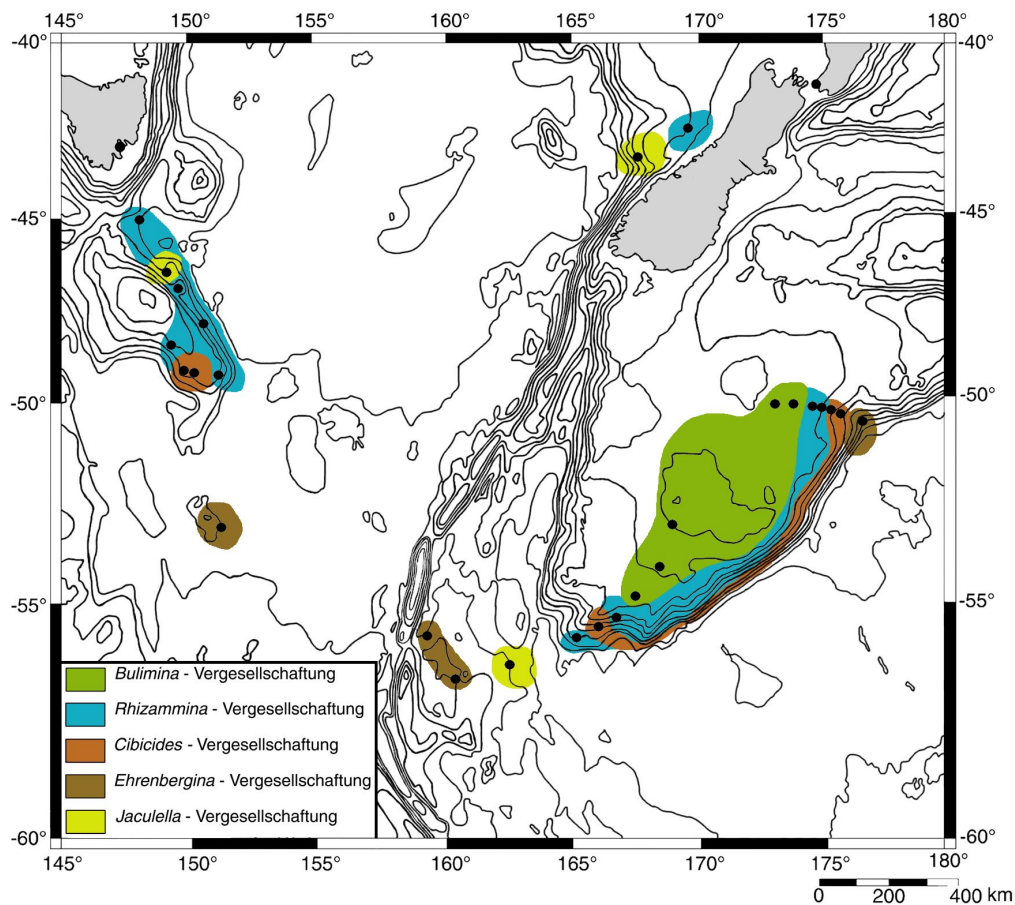 145° 150° 155° 160° 165° 170° 175° 180°
-40° -40°
-45° -45°
-50° -50°
-55° -55°
Bulimina - Vergesellschaftung
Rhizammina - Vergesellschaftung
Cibicides - Vergesellschaftung
Ehrenbergina - Vergesellschaftung
Jaculella - Vergesellschaftung
-60° -60°
145° 150° 155° 160° 165° 170° 175° 180°
0 200 400 km